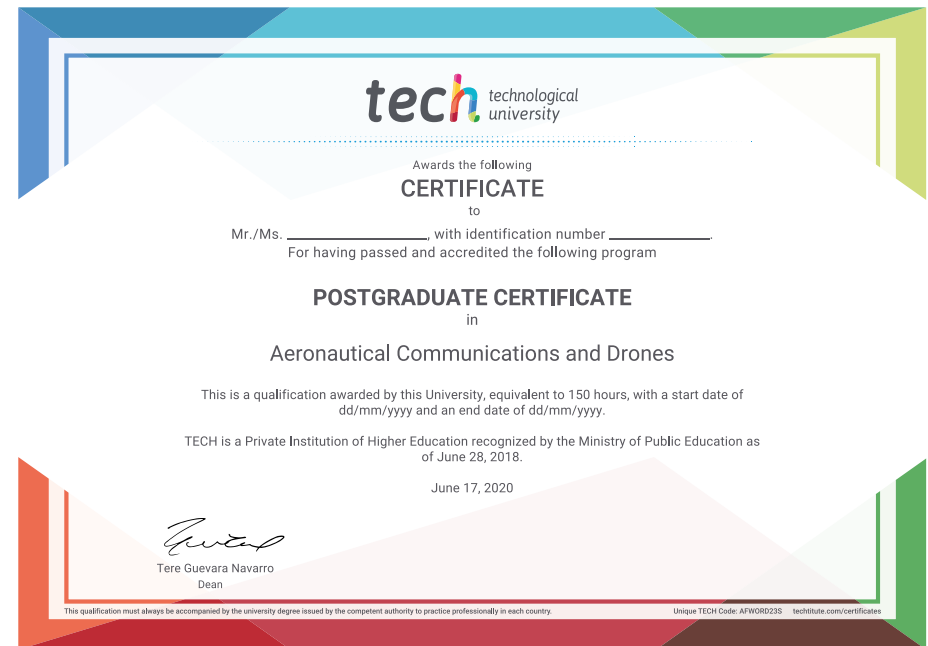 tech technological
university
Awards the following
CERTIFICATE
to
Mr./Ms. ____________________, with identification number ______________.
For having passed and accredited the following program
POSTGRADUATE CERTIFICATE
in
Aeronautical Communications and Drones
This is a qualification awarded by this University, equivalent to 150 hours, with a start date of
dd/mm/yyyy and an end date of dd/mm/yyyy.
TECH is a Private Institution of Higher Education recognized by the Ministry of Public Education as
of June 28, 2018.
June 17, 2020
Tere Guevara Navarro
Dean
This qualification must always be accompanied by the university degree issued by the competent authority to practice professionally in each country.
Unique TECH Code: AFWORD23S techtitute.com/certificates